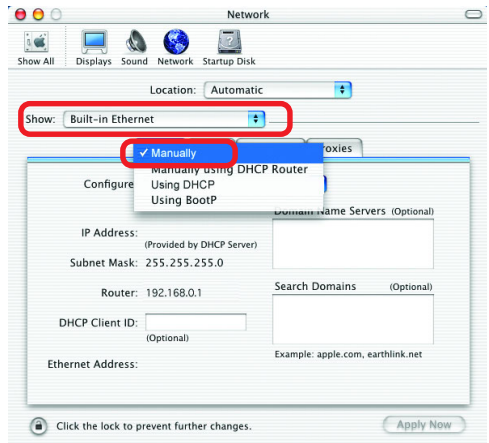 Network
Show All
Displays Sound Network Startup Disk
Location: Automatic
Show: Built-in Ethernet
✓ Manually
Manually using DHCP Router
Using DHCP
Using BootP
roxies
Configure
Domain Name Servers (Optional)
IP Address:
(Provided by DHCP Server)
Subnet Mask: 255.255.255.0
Router: 192.168.0.1
Search Domains (Optional)
DHCP Client ID:
(Optional)
Example: apple.com, earthlink.net
Ethernet Address:
Click the lock to prevent further changes.
Apply Now